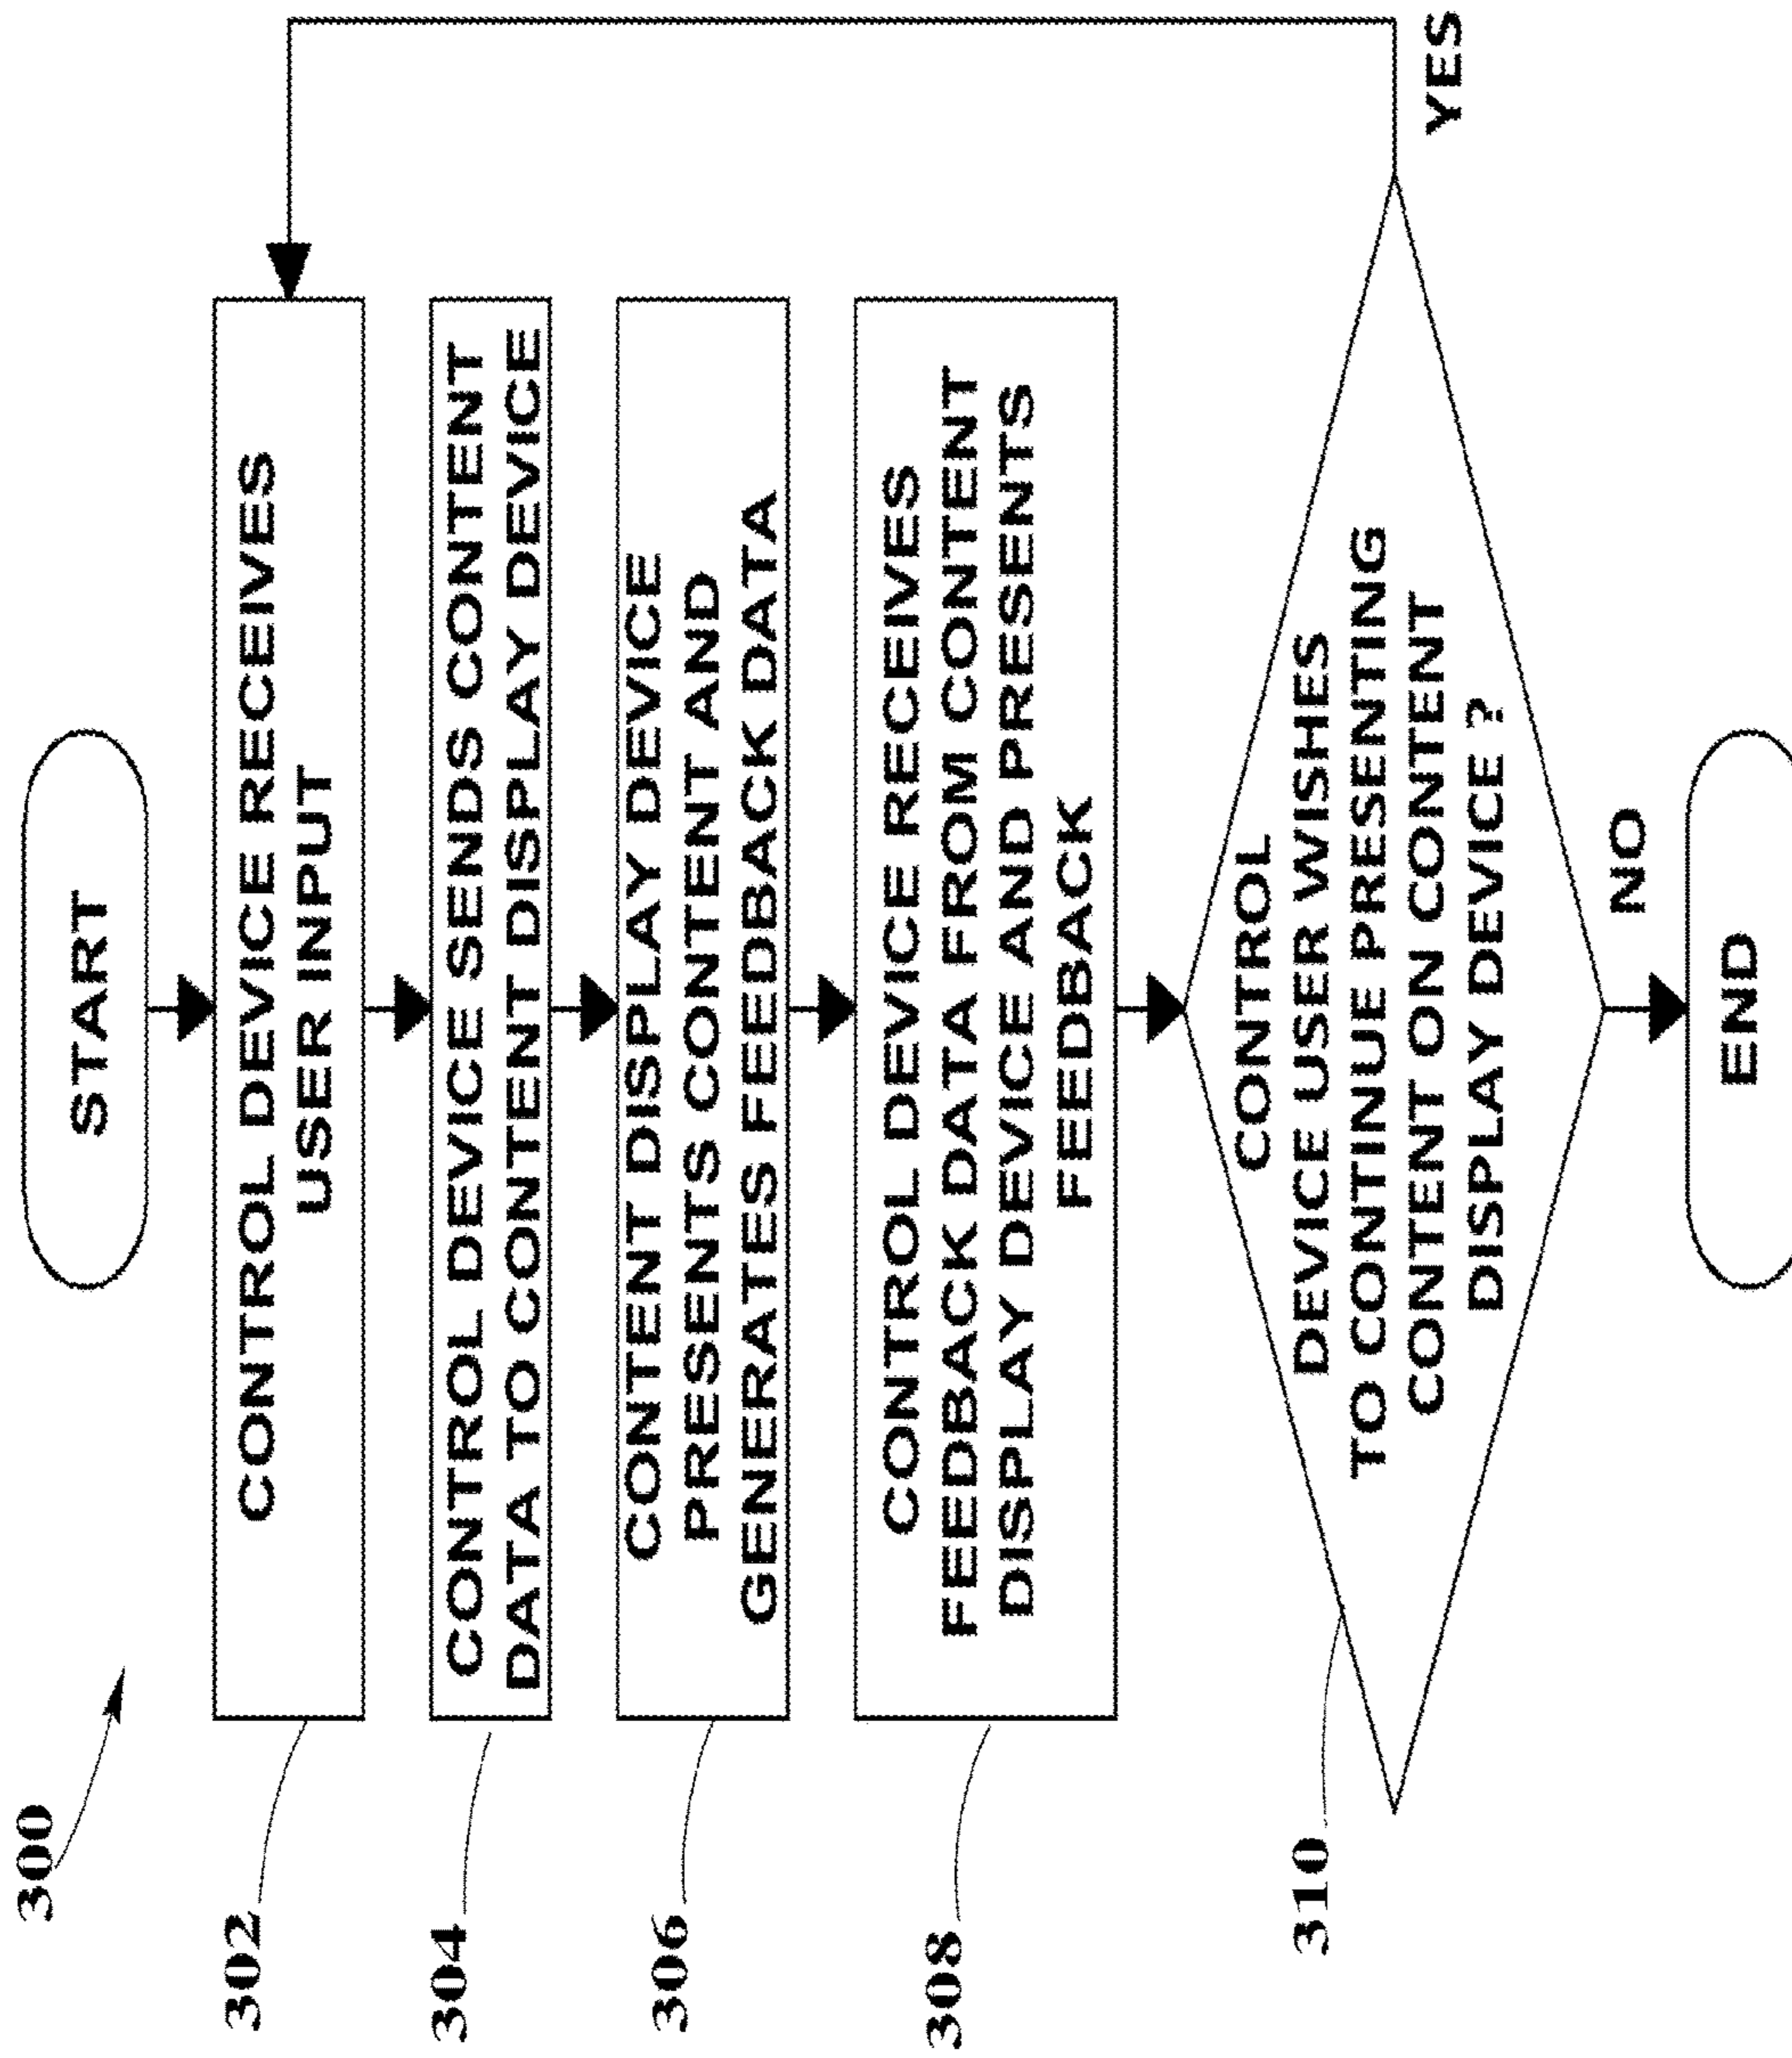 300
START
302
CONTROL DEVICE RECEIVES
USER INPUT
304
CONTROL DEVICE SENDS CONTENT
DATA TO CONTENT DISPLAY DEVICE
306
CONTENT DISPLAY DEVICE
PRESENTS CONTENT AND
GENERATES FEEDBACK DATA
308
CONTROL DEVICE RECEIVES
FEEDBACK DATA FROM CONTENT
DISPLAY DEVICE AND PRESENTS
FEEDBACK
310
CONTROL
DEVICE USER WISHES
TO CONTINUE PRESENTING
CONTENT ON CONTENT
DISPLAY DEVICE ?
YES
NO
END